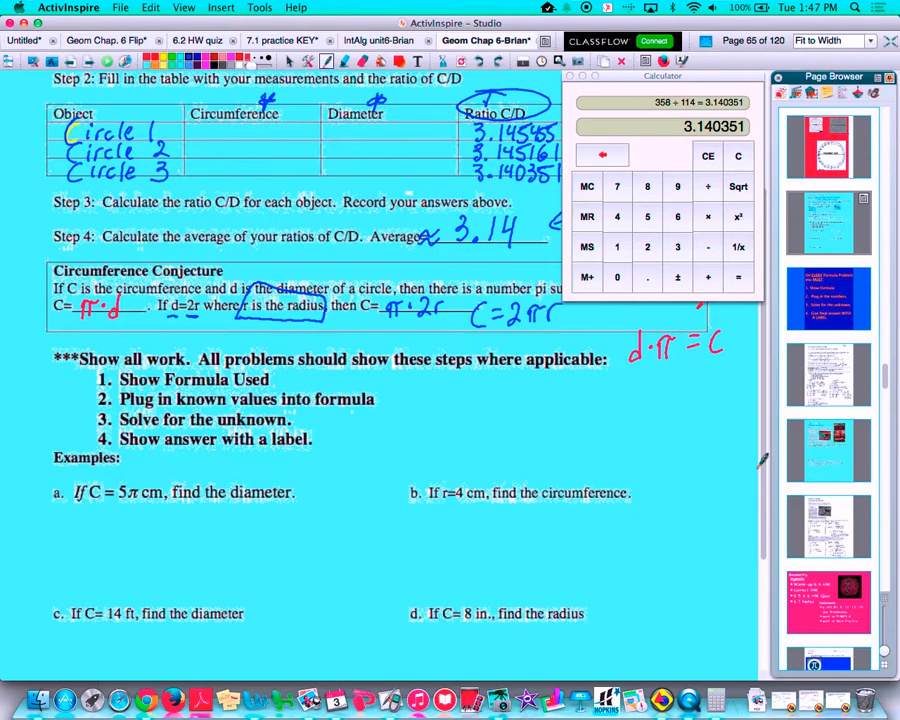 ActivInspire File Edit View Insert Tools Help
100% Tue 1:47 PM
ActivInspire - Studio
Untitled* Geom Chap. 6 Flip* 6.2 HW quiz 7.1 practice KEY* IntAlg unit6-Brian Geom Chap 6-Brian* CLASSFLOW Connect Page 65 of 120 Fit to Width
Step 2: Fill in the table with your measurements and the ratio of C/D
Object Circumference Diameter Ratio C/D
Circle 1 3.145455
Circle 2 3.145161
Circle 3 3.140351
Step 3: Calculate the ratio C/D for each object. Record your answers above.
Step 4: Calculate the average of your ratios of C/D. Average ≈ 3.14
Circumference Conjecture
If C is the circumference and d is the diameter of a circle, then there is a number pi su
C= π·d. If d=2r where r is the radius, then C= π·2r C=2πr
d·π = C
***Show all work. All problems should show these steps where applicable:
1. Show Formula Used
2. Plug in known values into formula
3. Solve for the unknown.
4. Show answer with a label.
Examples:
a. If C = 5π cm, find the diameter.
b. If r=4 cm, find the circumference.
c. If C= 14 ft, find the diameter
d. If C= 8 in., find the radius
Calculator
358 ÷ 114 = 3.140351
3.140351
CE C
MC 7 8 9 ÷ Sqrt
MR 4 5 6 × x²
MS 1 2 3 - 1/x
M+ 0 . ± + =
Page Browser
HOPKINS